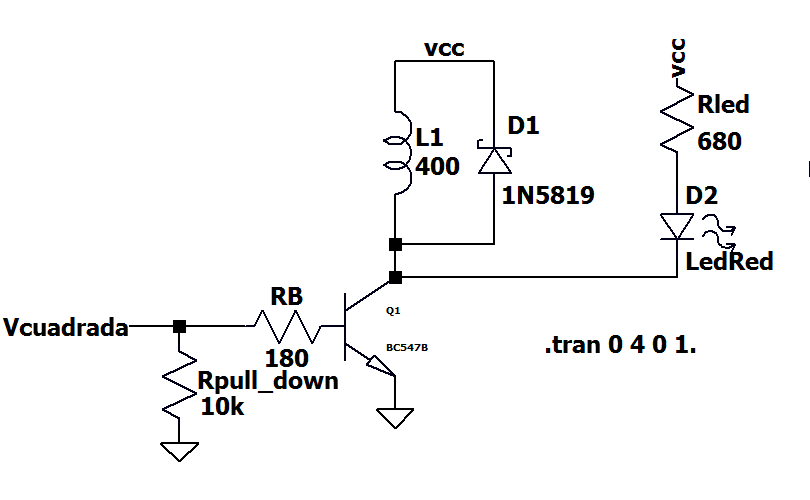 vcc
vcc
Rled
680
D1
L1
400
1N5819
D2
LedRed
RB
Q1
Vcuadrada
180
BC547B
.tran 0 4 0 1.
Rpull_down
10k